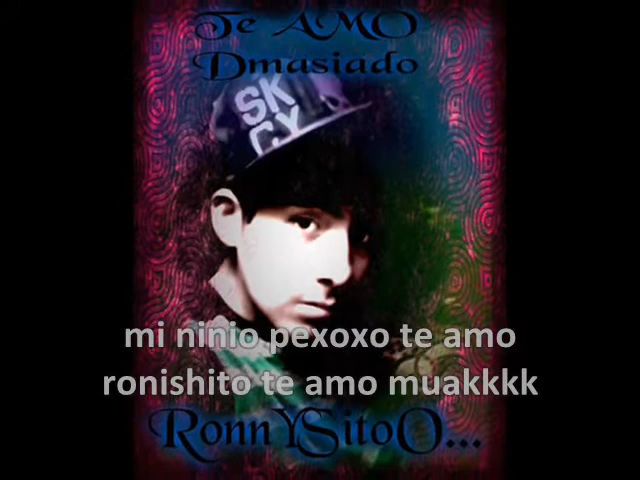 Te AMO
Dmasiado
SK
CY
mi ninio pexoxo te amo
ronishito te amo muakkkk
RonnYSitoO...